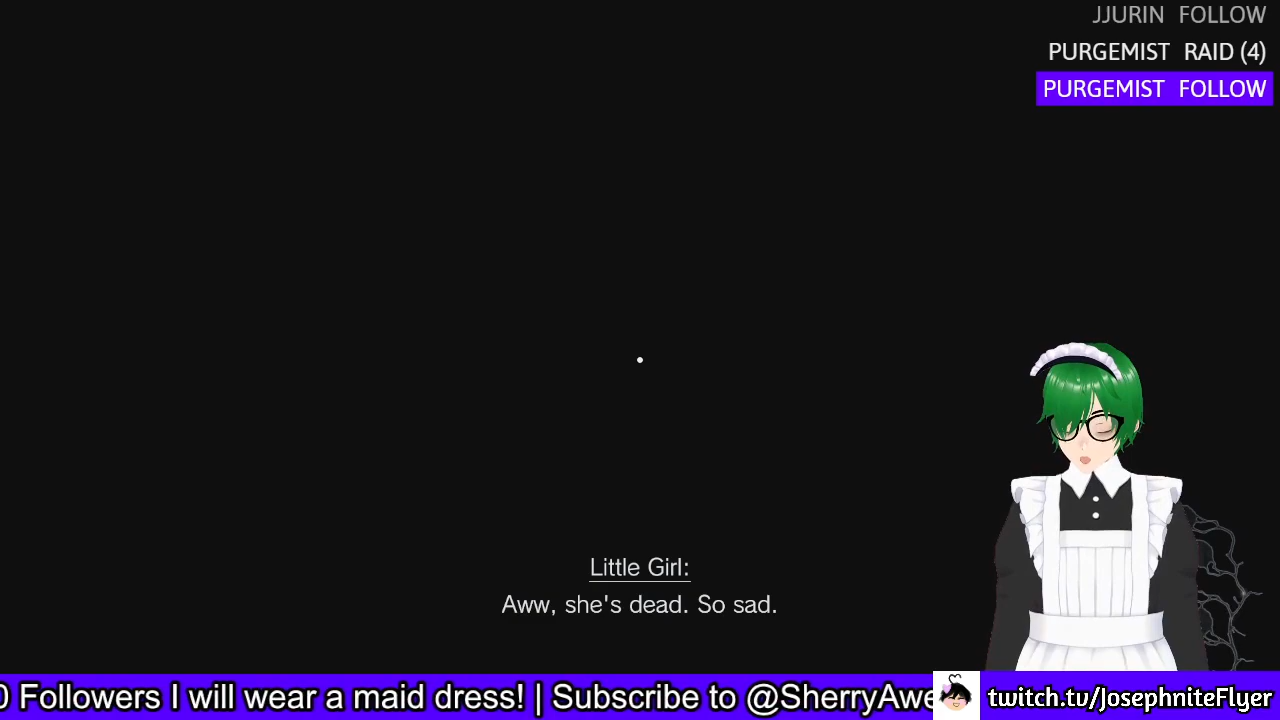 JJURIN FOLLOW
PURGEMIST RAID (4)
PURGEMIST FOLLOW
Little Girl:
Aww, she's dead. So sad.
0 Followers I will wear a maid dress! | Subscribe to @SherryAwe
twitch.tv/JosephniteFlyer